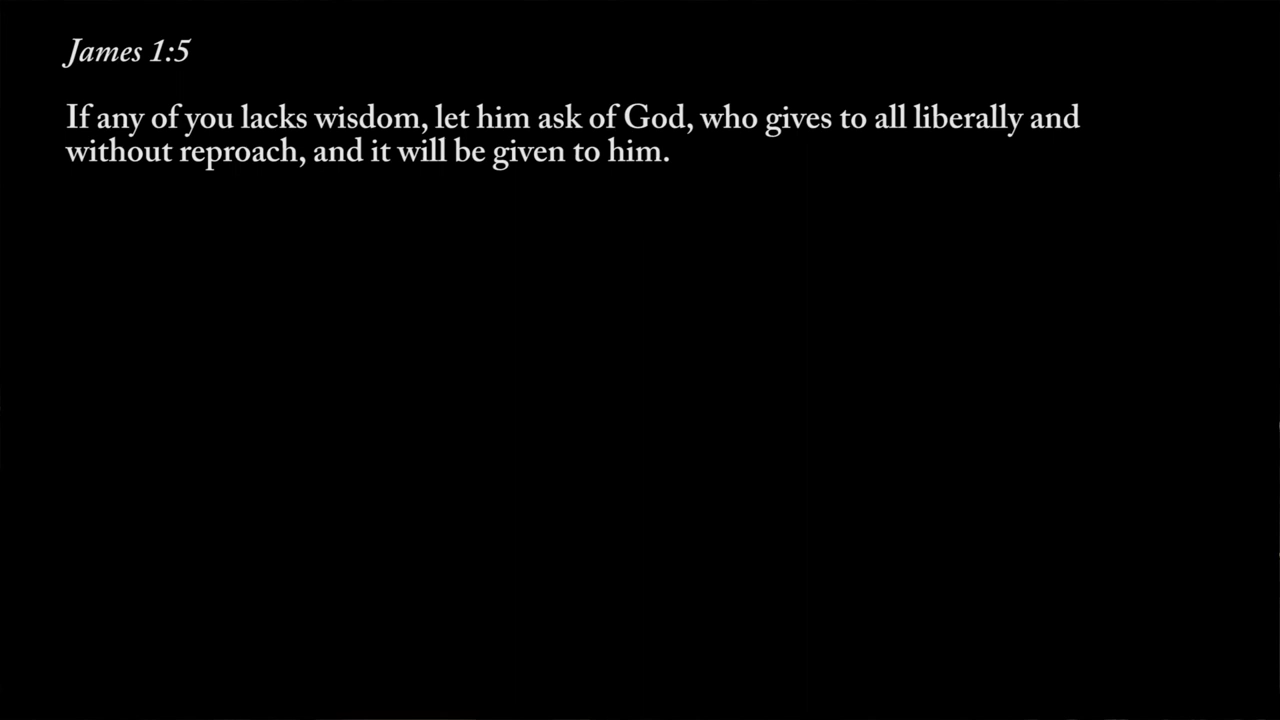 James 1:5
If any of you lacks wisdom, let him ask of God, who gives to all liberally and
without reproach, and it will be given to him.